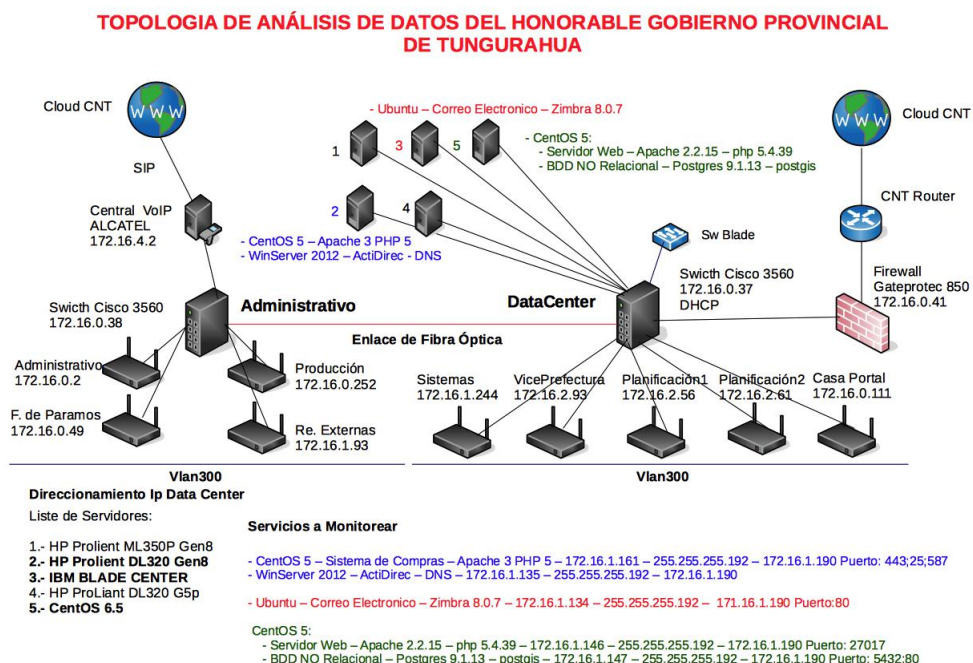 TOPOLOGIA DE ANÁLISIS DE DATOS DEL HONORABLE GOBIERNO PROVINCIAL
DE TUNGURAHUA
Cloud CNT
WWW
SIP
Central VoIP
ALCATEL
172.16.4.2
- Ubuntu – Correo Electronico – Zimbra 8.0.7
1
3
5
- CentOS 5:
- Servidor Web – Apache 2.2.15 – php 5.4.39
- BDD NO Relacional – Postgres 9.1.13 – postgis
2
4
- CentOS 5 – Apache 3 PHP 5
- WinServer 2012 – ActiDirec - DNS
WWW
Cloud CNT
CNT Router
Sw Blade
Swicth Cisco 3560
172.16.0.37
DHCP
Firewall
Gateprotec 850
172.16.0.41
Swicth Cisco 3560
172.16.0.38
Administrativo
DataCenter
Enlace de Fibra Óptica
Administrativo
172.16.0.2
Producción
172.16.0.252
F. de Paramos
172.16.0.49
Re. Externas
172.16.1.93
Sistemas
172.16.1.244
VicePrefectura
172.16.2.93
Planificación1
172.16.2.56
Planificación2
172.16.2.61
Casa Portal
172.16.0.111
Vlan300
Vlan300
Direccionamiento Ip Data Center
Liste de Servidores:
1.- HP Prolient ML350P Gen8
2.- HP Prolient DL320 Gen8
3.- IBM BLADE CENTER
4.- HP ProLiant DL320 G5p
5.- CentOS 6.5
Servicios a Monitorear
- CentOS 5 – Sistema de Compras – Apache 3 PHP 5 – 172.16.1.161 – 255.255.255.192 – 172.16.1.190 Puerto: 443;25;587
- WinServer 2012 – ActiDirec – DNS – 172.16.1.135 – 255.255.255.192 – 172.16.1.190
- Ubuntu – Correo Electronico – Zimbra 8.0.7 – 172.16.1.134 – 255.255.255.192 – 171.16.1.190 Puerto:80
CentOS 5:
- Servidor Web – Apache 2.2.15 – php 5.4.39 – 172.16.1.146 – 255.255.255.192 – 172.16.1.190 Puerto: 27017
- BDD NO Relacional – Postgres 9.1.13 – postgis – 172.16.1.147 – 255.255.255.192 – 172.16.1.190 Puerto: 5432:80